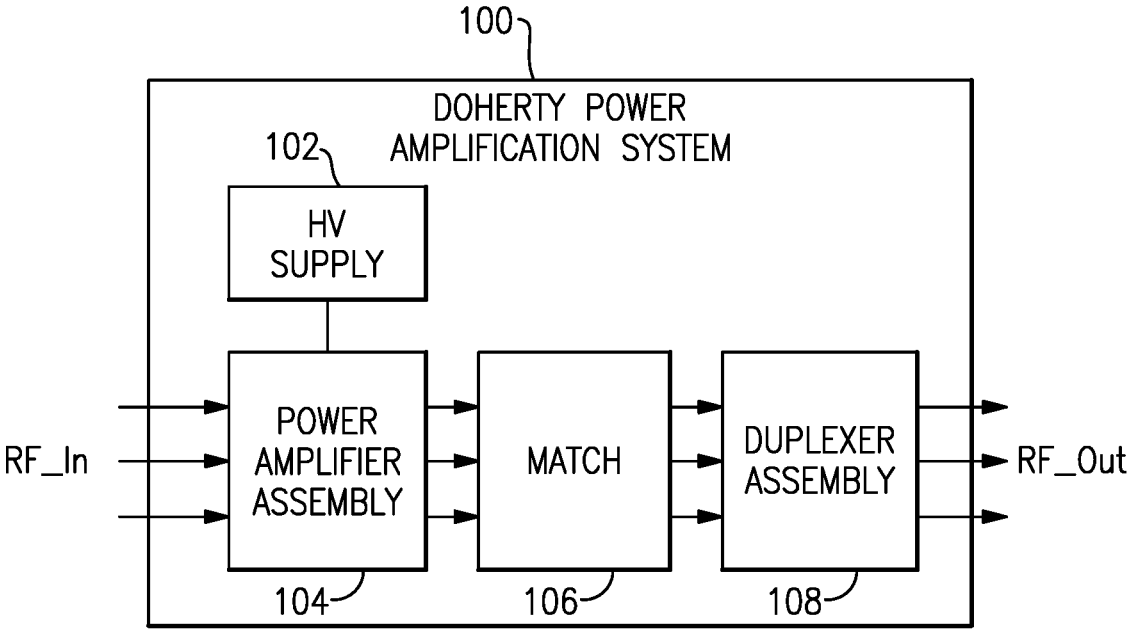 100
DOHERTY POWER
AMPLIFICATION SYSTEM
102
HV
SUPPLY
RF_In
POWER
AMPLIFIER
ASSEMBLY
MATCH
DUPLEXER
ASSEMBLY
RF_Out
104
106
108